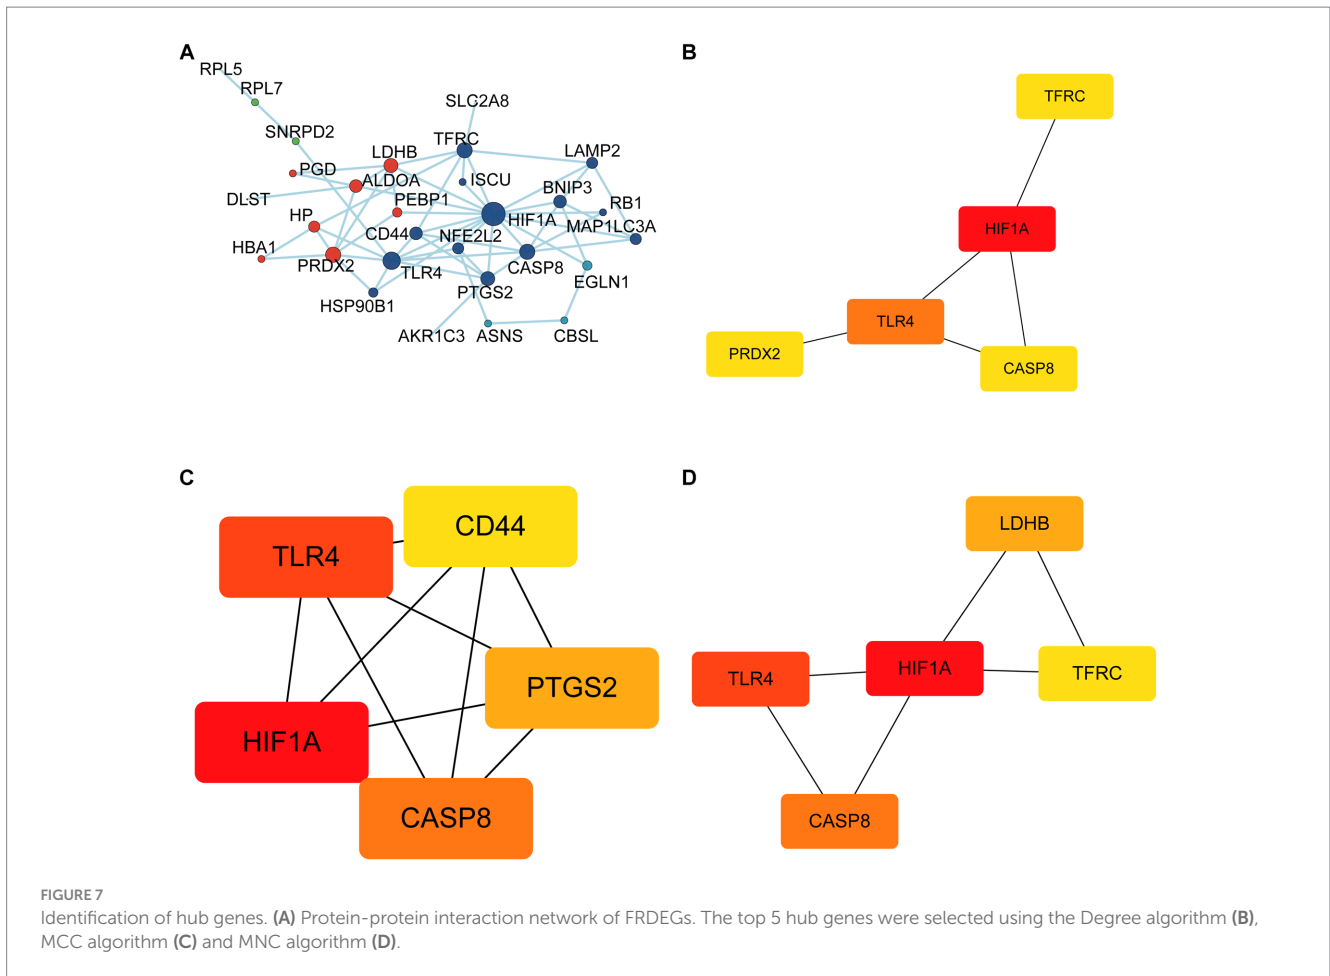 A
RPL5
RPL7
SLC2A8
SNRPD2
TFRC
LDHB
LAMP2
PGD
ALDOA
ISCU
BNIP3
DLST
PEBP1
RB1
HP
HIF1A
MAP1LC3A
CD44
NFE2L2
HBA1
PRDX2
TLR4
CASP8
EGLN1
HSP90B1
PTGS2
AKR1C3
ASNS
CBSL
B
TFRC
HIF1A
TLR4
PRDX2
CASP8
C
CD44
TLR4
PTGS2
HIF1A
CASP8
D
LDHB
HIF1A
TFRC
TLR4
CASP8
FIGURE 7
Identification of hub genes. (A) Protein-protein interaction network of FRDEGs. The top 5 hub genes were selected using the Degree algorithm (B),
MCC algorithm (C) and MNC algorithm (D).